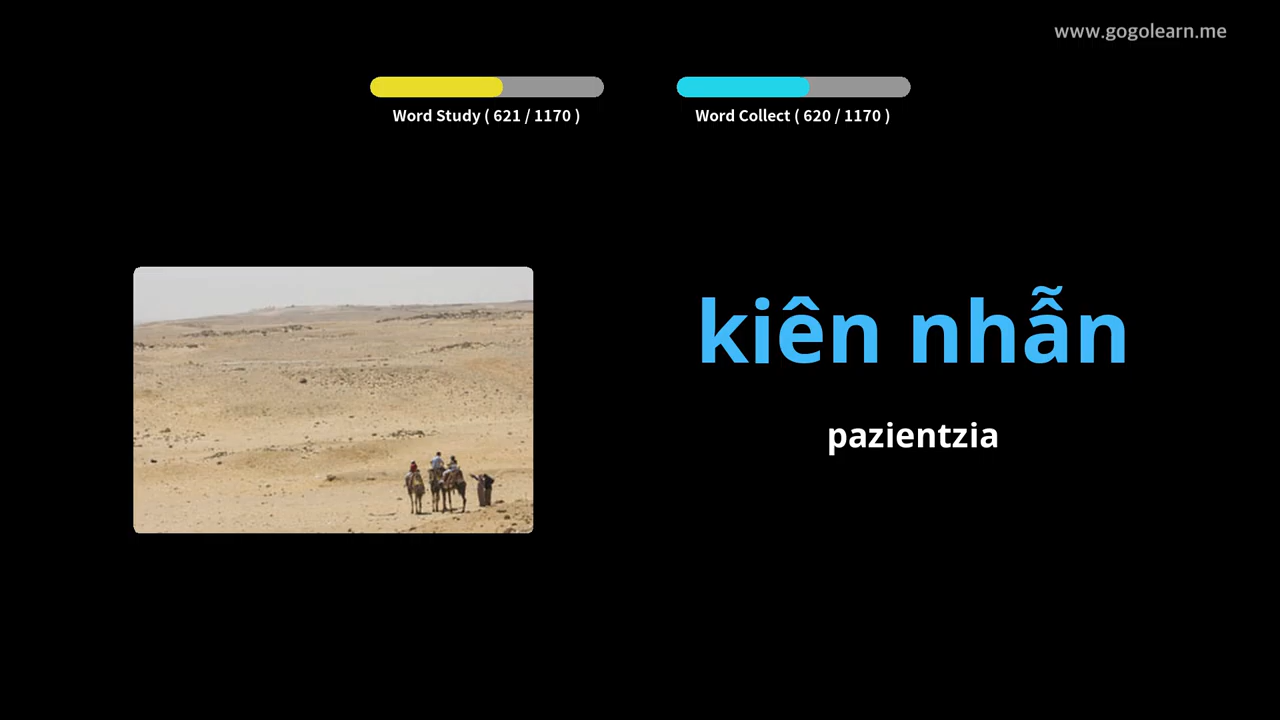 www.gogolearn.me
Word Study ( 621 / 1170 )
Word Collect ( 620 / 1170 )
kiên nhẫn
pazientzia